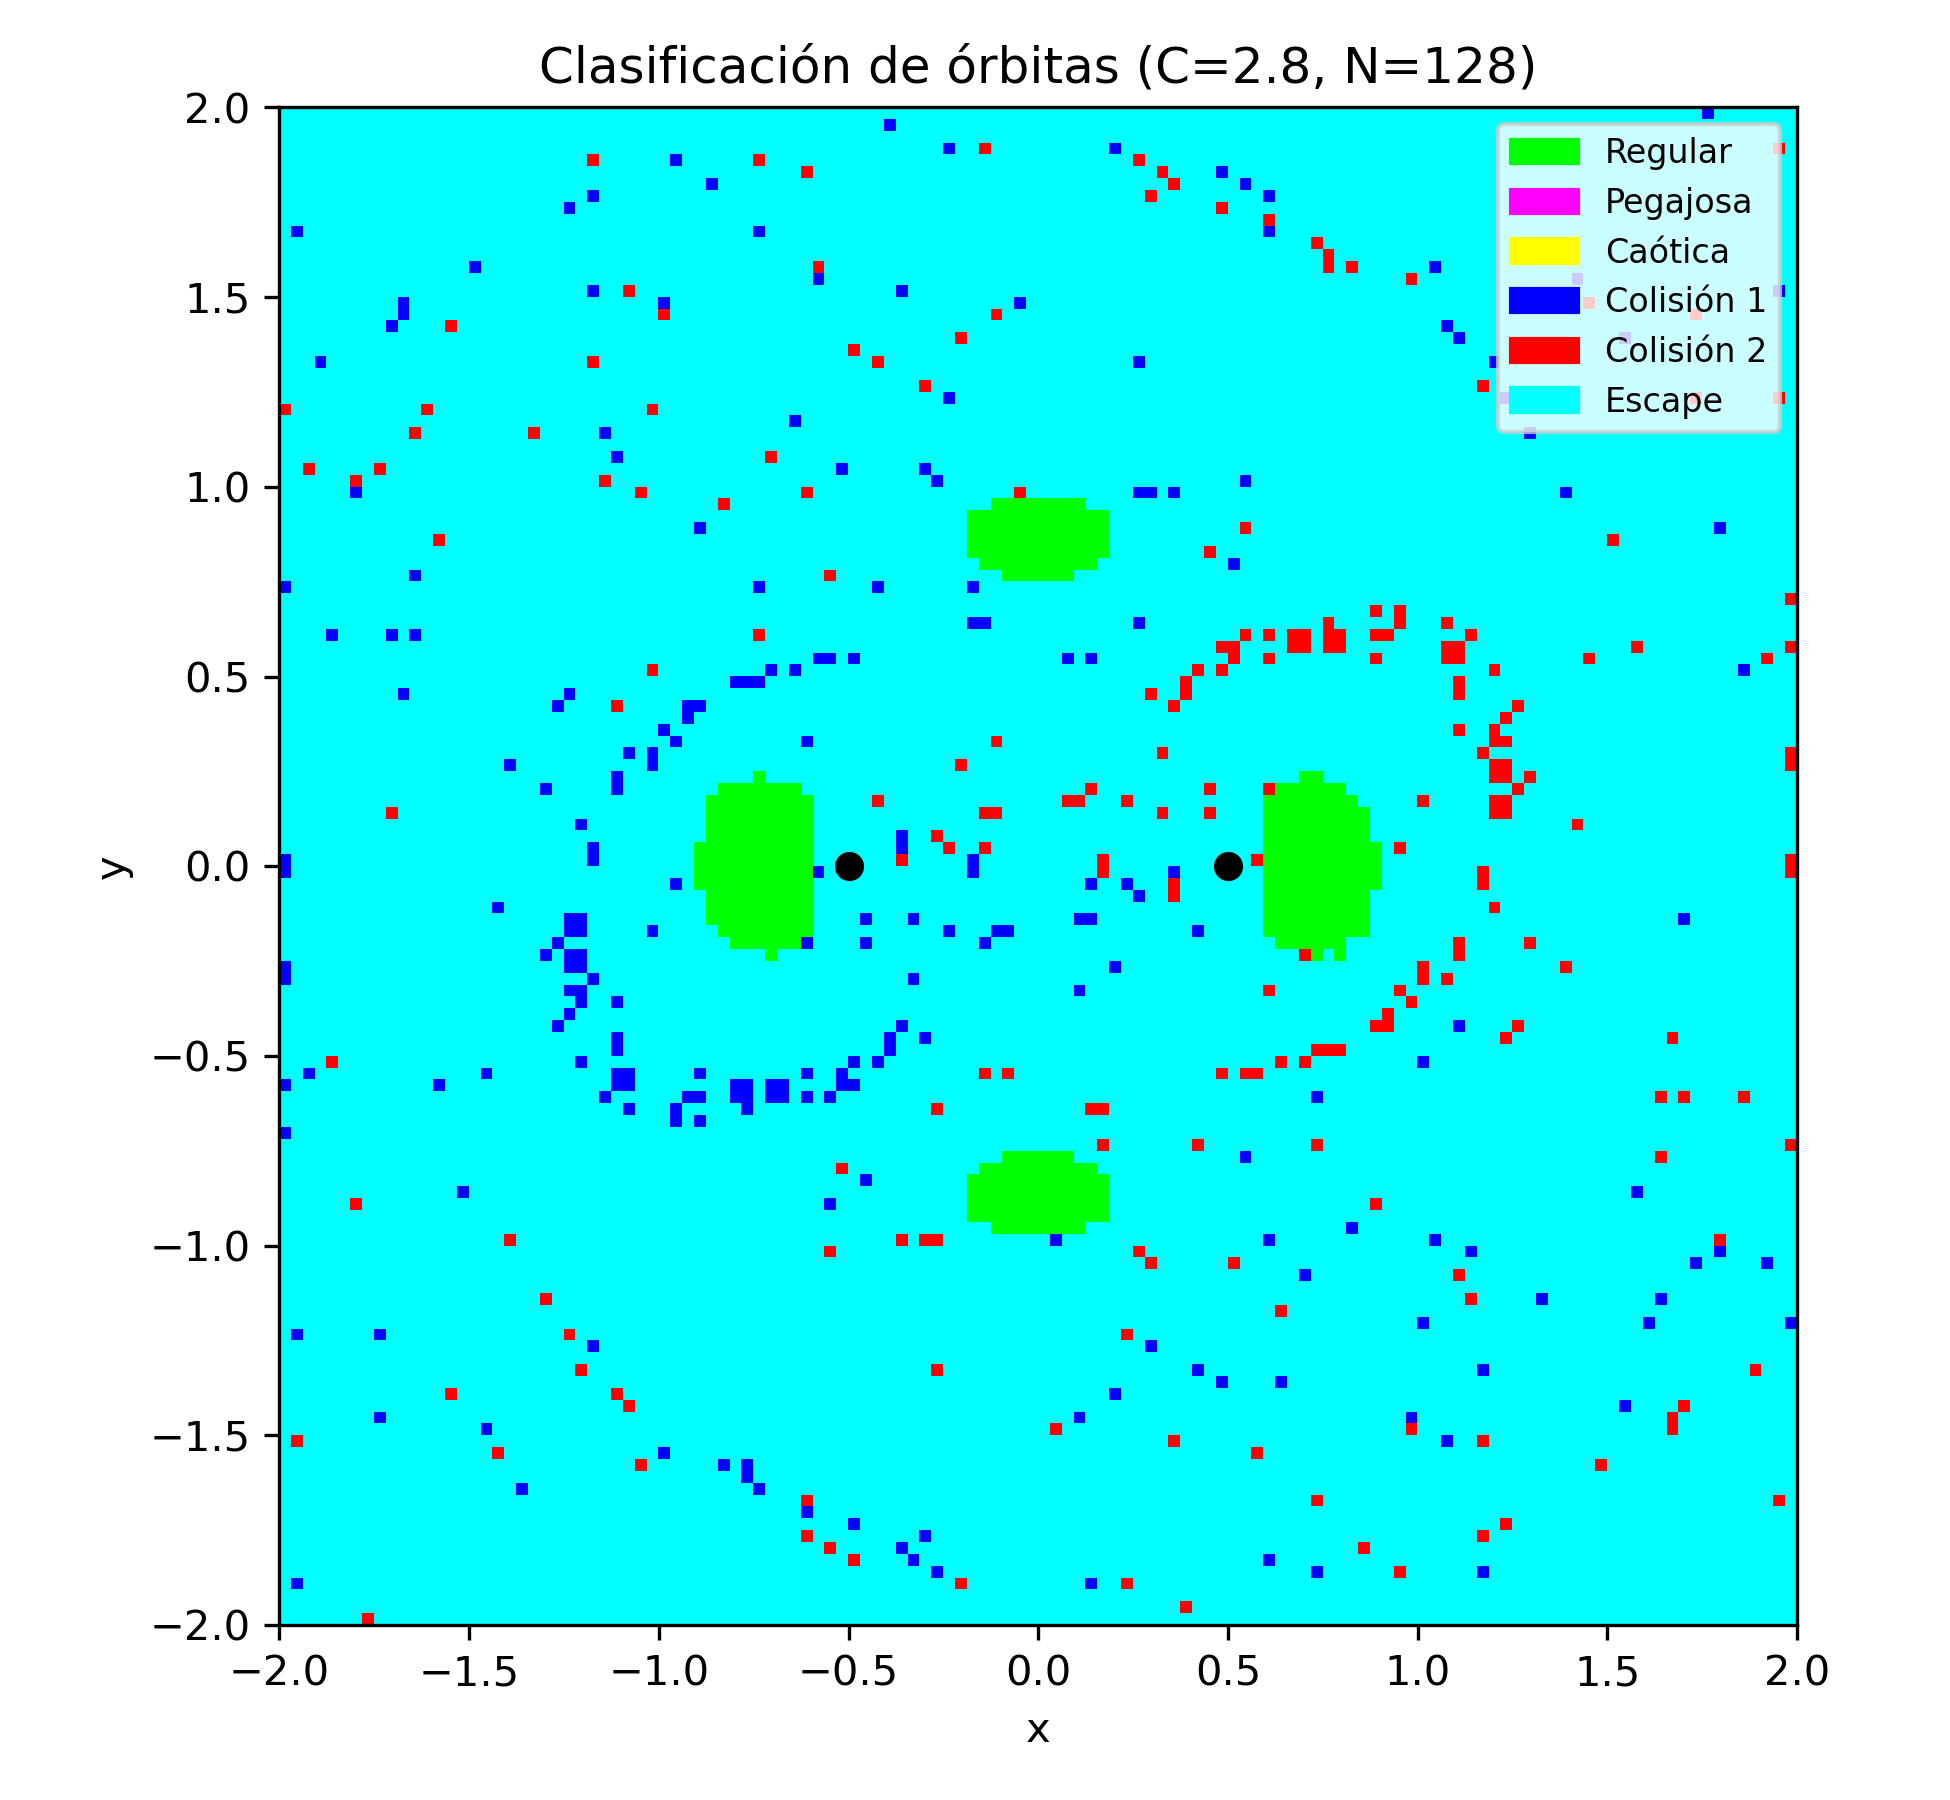 Clasificación de órbitas (C=2.8, N=128)
Regular
Pegajosa
Caótica
Colisión 1
Colisión 2
Escape
2.0
1.5
1.0
0.5
0.0
−0.5
−1.0
−1.5
−2.0
y
−2.0 −1.5 −1.0 −0.5 0.0 0.5 1.0 1.5 2.0
x